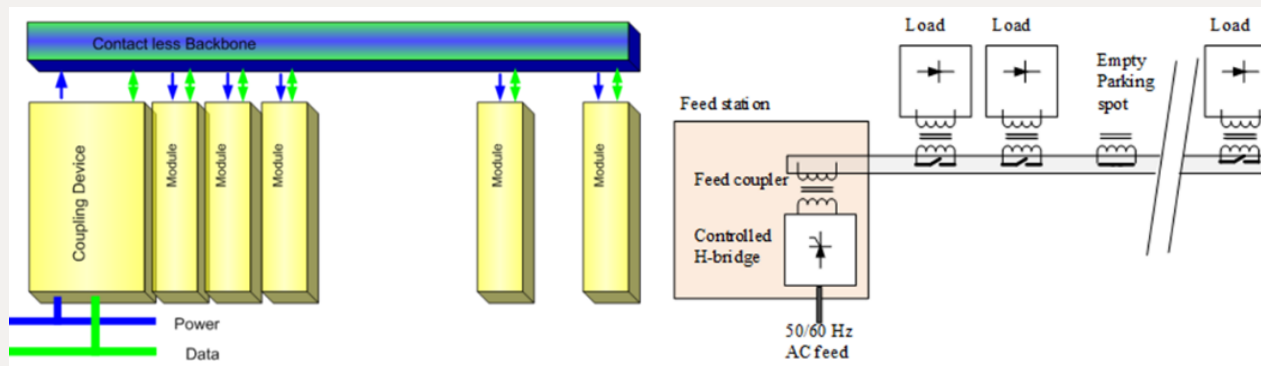 Contact less Backbone
Coupling Device
Module
Module
Module
Module
Module
Power
Data
Load
Load
Load
Empty
Parking
spot
Feed station
Feed coupler
Controlled
H-bridge
50/60 Hz
AC feed